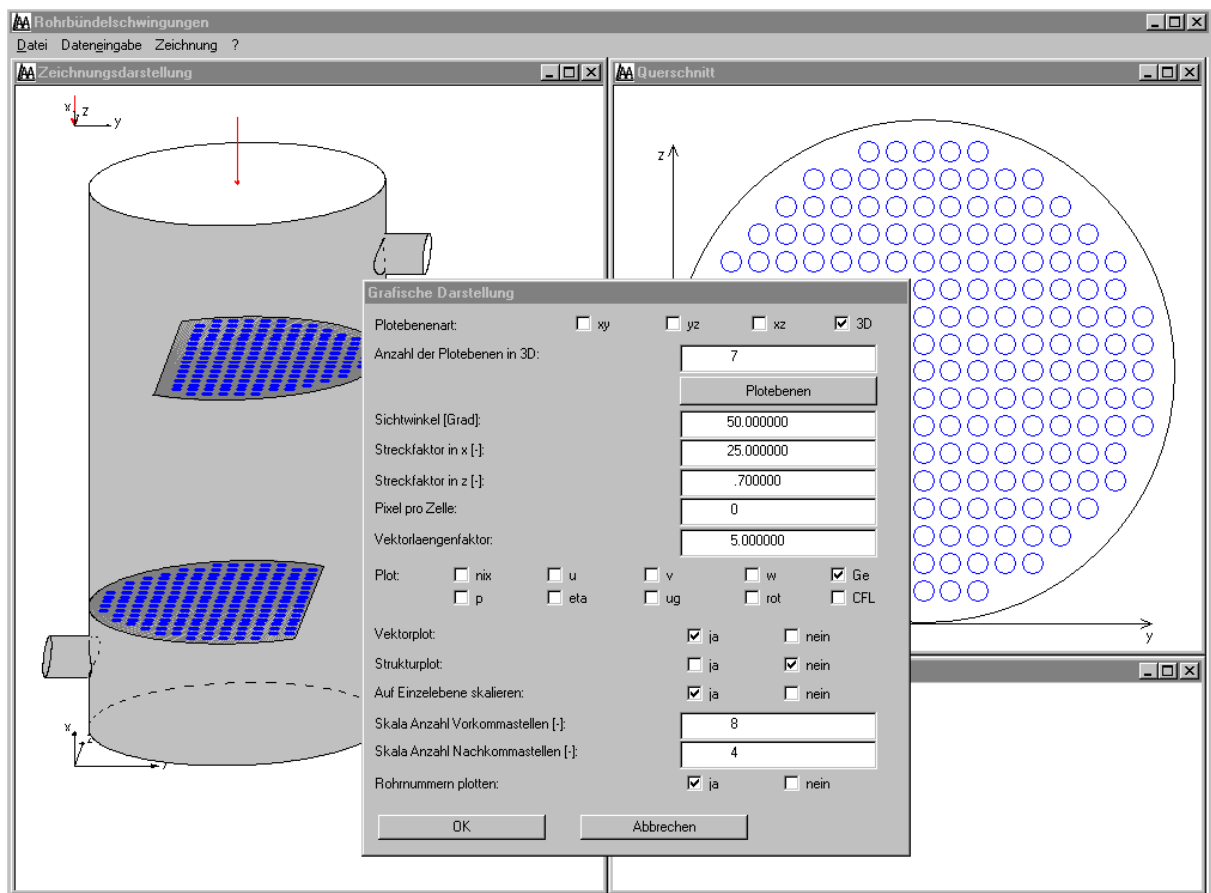 Rohrbündelschwingungen
Datei Dateneingabe Zeichnung ?
Zeichnungsdarstellung
Querschnitt
x z
y
z
y
Grafische Darstellung
Plotebenenart: xy yz xz 3D
Anzahl der Plotebenen in 3D: 7
Plotebenen
Sichtwinkel [Grad]: 50.000000
Streckfaktor in x [-]: 25.000000
Streckfaktor in z [-]: .700000
Pixel pro Zelle: 0
Vektorlaengenfaktor: 5.000000
Plot: nix u v w Ge
p eta ug rot CFL
Vektorplot: ja nein
Strukturplot: ja nein
Auf Einzelebene skalieren: ja nein
Skala Anzahl Vorkommastellen [-]: 8
Skala Anzahl Nachkommastellen [-]: 4
Rohrnummern plotten: ja nein
OK Abbrechen
x z